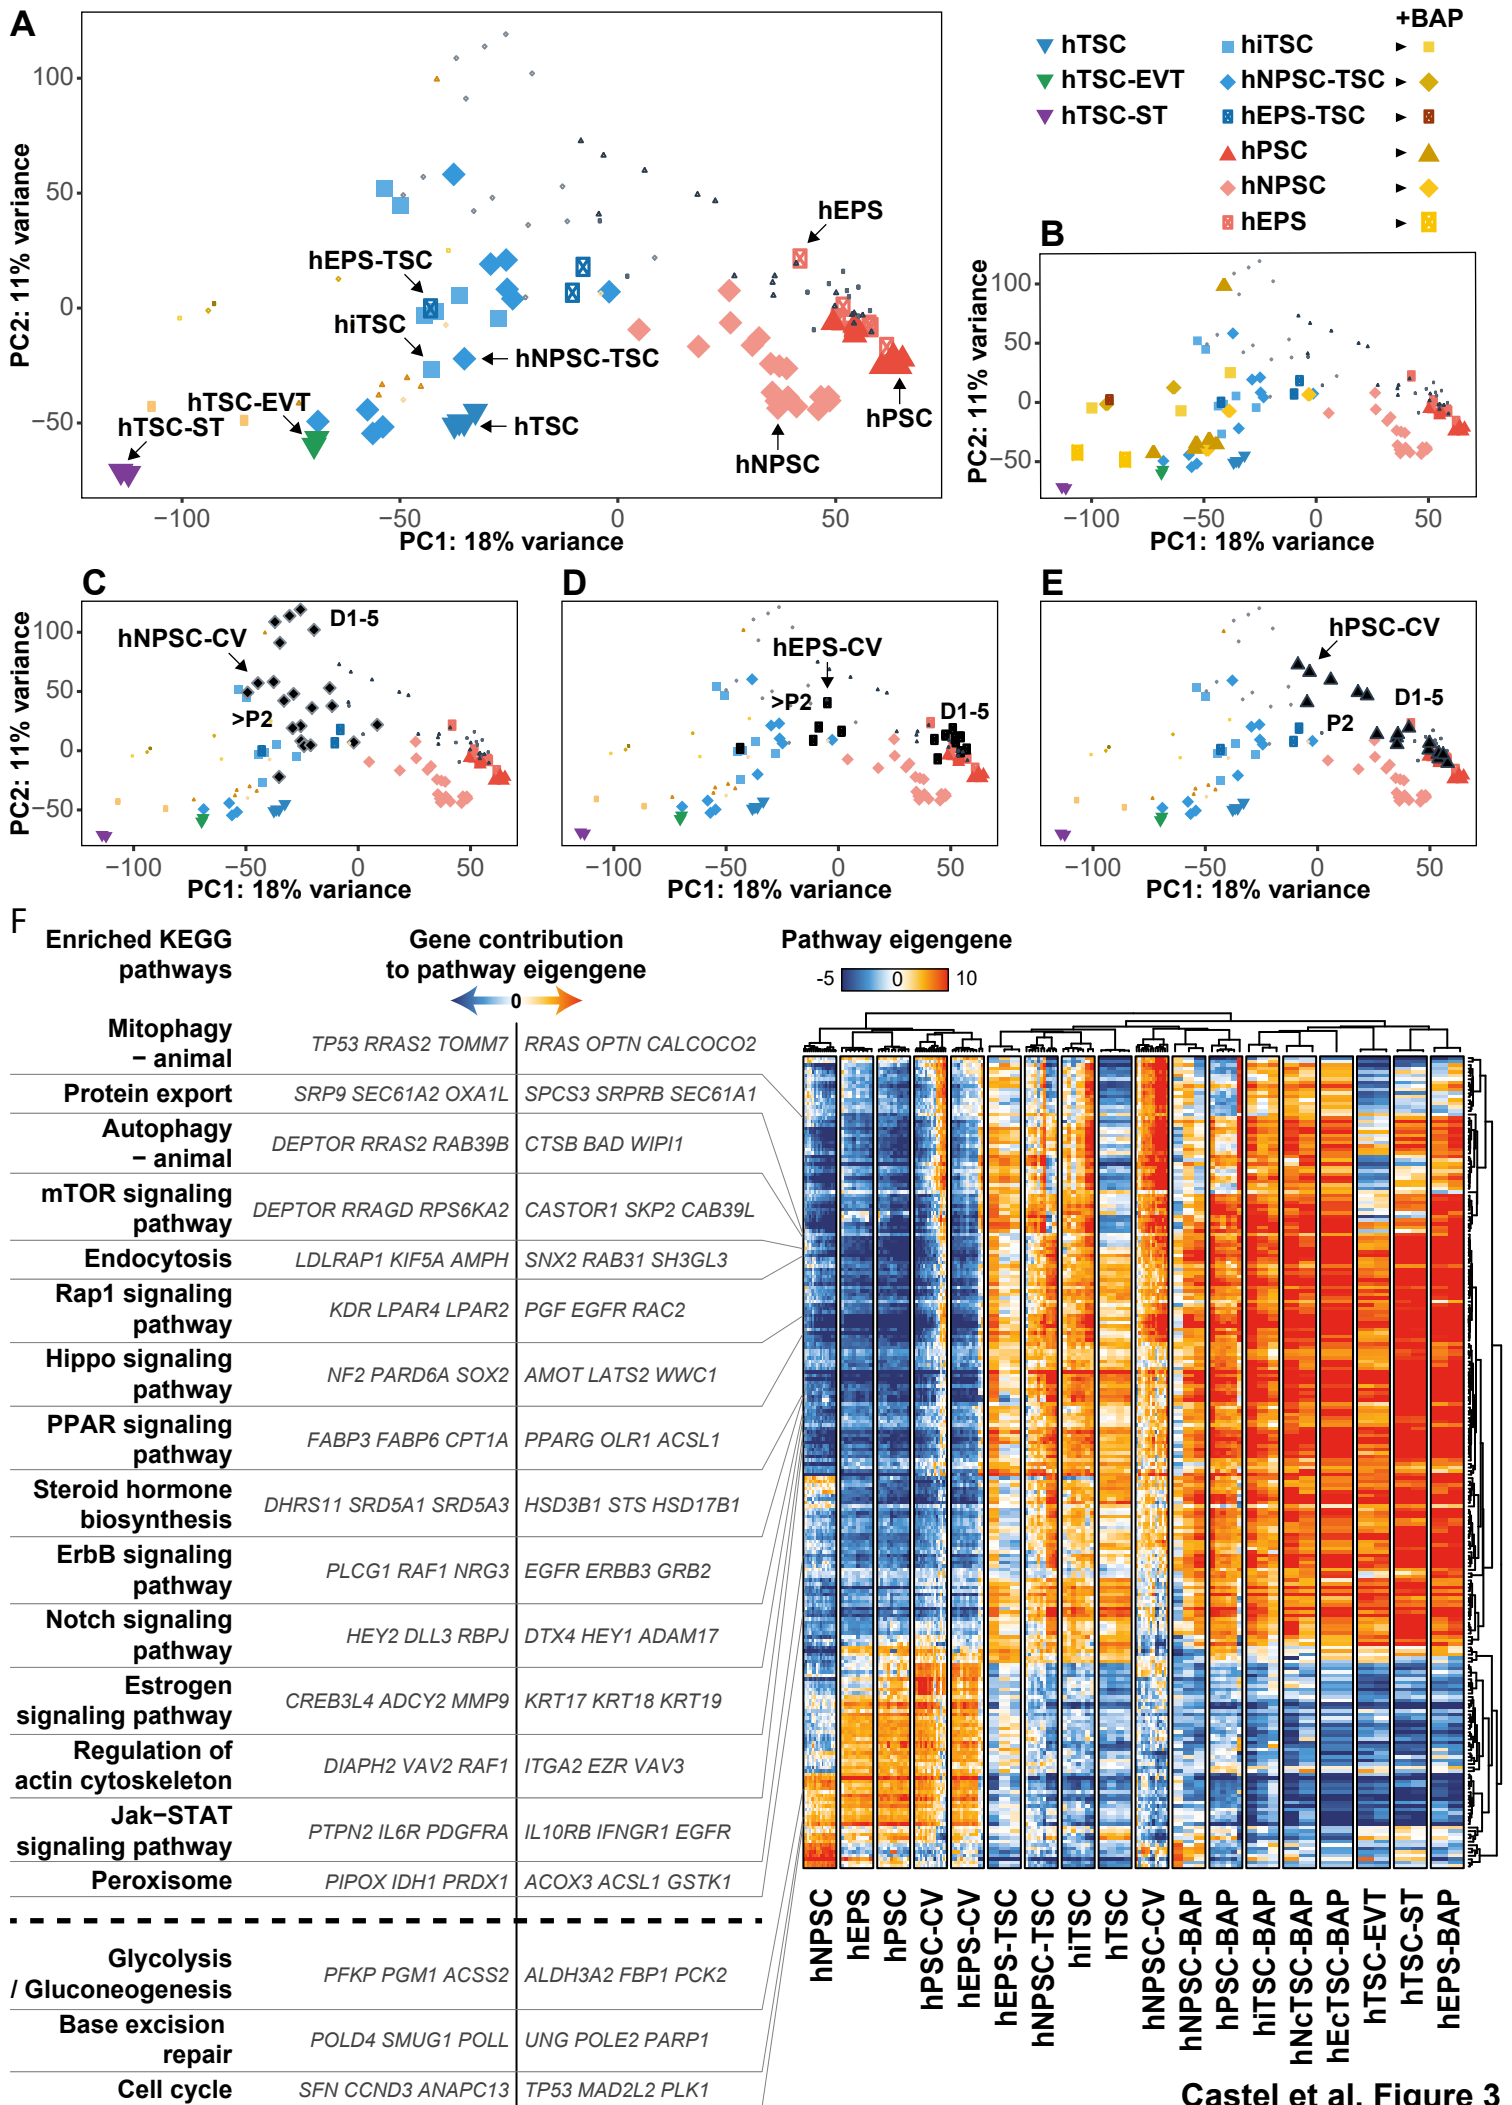 A
100
50
0
−50
PC2: 11% variance
−100
−50
0
50
PC1: 18% variance
hEPS
hEPS-TSC
hiTSC
hNPSC-TSC
hTSC-EVT
hTSC-ST
hTSC
hNPSC
hPSC
+BAP
hTSC
hiTSC
hTSC-EVT
hNPSC-TSC
hTSC-ST
hEPS-TSC
hPSC
hNPSC
hEPS
B
100
50
0
−50
PC2: 11% variance
−100
−50
0
50
PC1: 18% variance
C
100
50
0
−50
PC2: 11% variance
hNPSC-CV
D1-5
>P2
−100
−50
0
50
PC1: 18% variance
D
hEPS-CV
>P2
D1-5
−100
−50
0
50
PC1: 18% variance
E
hPSC-CV
D1-5
P2
−100
−50
0
50
PC1: 18% variance
F
Enriched KEGG
pathways
Gene contribution
to pathway eigengene
0
Pathway eigengene
-5
0
10
Mitophagy
− animal
TP53 RRAS2 TOMM7
RRAS OPTN CALCOCO2
Protein export
SRP9 SEC61A2 OXA1L
SPCS3 SRPRB SEC61A1
Autophagy
− animal
DEPTOR RRAS2 RAB39B
CTSB BAD WIPI1
mTOR signaling
pathway
DEPTOR RRAGD RPS6KA2
CASTOR1 SKP2 CAB39L
Endocytosis
LDLRAP1 KIF5A AMPH
SNX2 RAB31 SH3GL3
Rap1 signaling
pathway
KDR LPAR4 LPAR2
PGF EGFR RAC2
Hippo signaling
pathway
NF2 PARD6A SOX2
AMOT LATS2 WWC1
PPAR signaling
pathway
FABP3 FABP6 CPT1A
PPARG OLR1 ACSL1
Steroid hormone
biosynthesis
DHRS11 SRD5A1 SRD5A3
HSD3B1 STS HSD17B1
ErbB signaling
pathway
PLCG1 RAF1 NRG3
EGFR ERBB3 GRB2
Notch signaling
pathway
HEY2 DLL3 RBPJ
DTX4 HEY1 ADAM17
Estrogen
signaling pathway
CREB3L4 ADCY2 MMP9
KRT17 KRT18 KRT19
Regulation of
actin cytoskeleton
DIAPH2 VAV2 RAF1
ITGA2 EZR VAV3
Jak−STAT
signaling pathway
PTPN2 IL6R PDGFRA
IL10RB IFNGR1 EGFR
Peroxisome
PIPOX IDH1 PRDX1
ACOX3 ACSL1 GSTK1
Glycolysis
/ Gluconeogenesis
PFKP PGM1 ACSS2
ALDH3A2 FBP1 PCK2
Base excision
repair
POLD4 SMUG1 POLL
UNG POLE2 PARP1
Cell cycle
SFN CCND3 ANAPC13
TP53 MAD2L2 PLK1
hNPSC
hEPS
hPSC
hPSC-CV
hEPS-CV
hEPS-TSC
hNPSC-TSC
hiTSC
hTSC
hNPSC-CV
hNPSC-BAP
hPSC-BAP
hiTSC-BAP
hNcTSC-BAP
hEcTSC-BAP
hTSC-EVT
hTSC-ST
hEPS-BAP
Castel et al. Figure 3